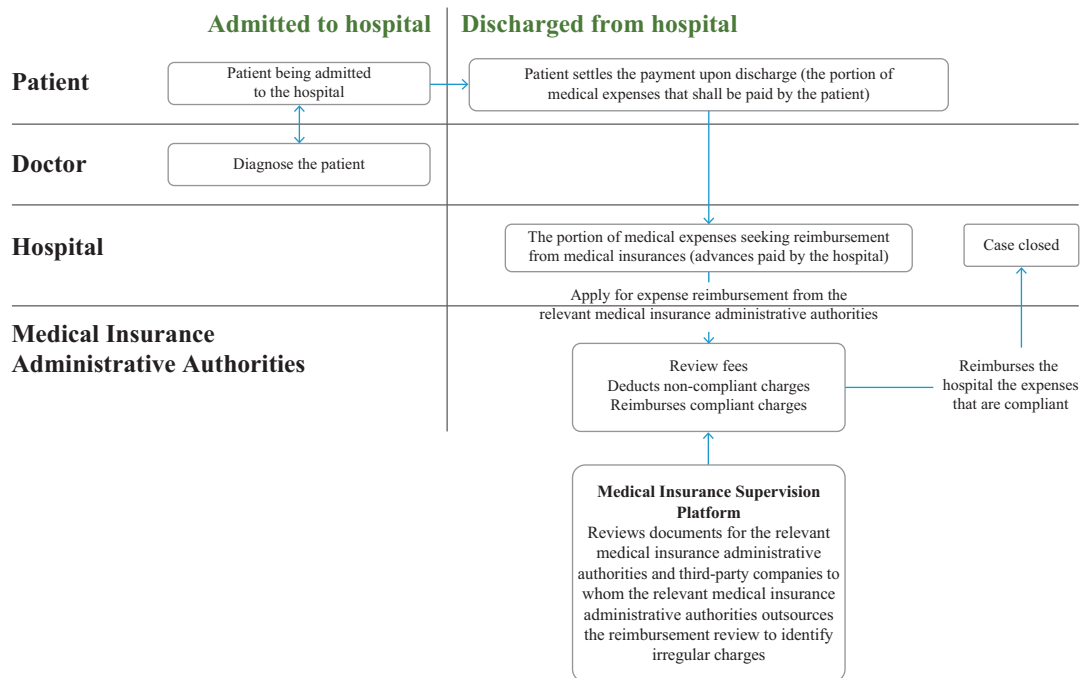 Admitted to hospital
Discharged from hospital
Patient
Patient being admitted
to the hospital
Patient settles the payment upon discharge (the portion of
medical expenses that shall be paid by the patient)
Doctor
Diagnose the patient
Hospital
The portion of medical expenses seeking reimbursement
from medical insurances (advances paid by the hospital)
Case closed
Apply for expense reimbursement from the
relevant medical insurance administrative authorities
Medical Insurance
Administrative Authorities
Review fees
Deducts non-compliant charges
Reimburses compliant charges
Reimburses the
hospital the expenses
that are compliant
Medical Insurance Supervision
Platform
Reviews documents for the relevant
medical insurance administrative
authorities and third-party companies to
whom the relevant medical insurance
administrative authorities outsources
the reimbursement review to identify
irregular charges